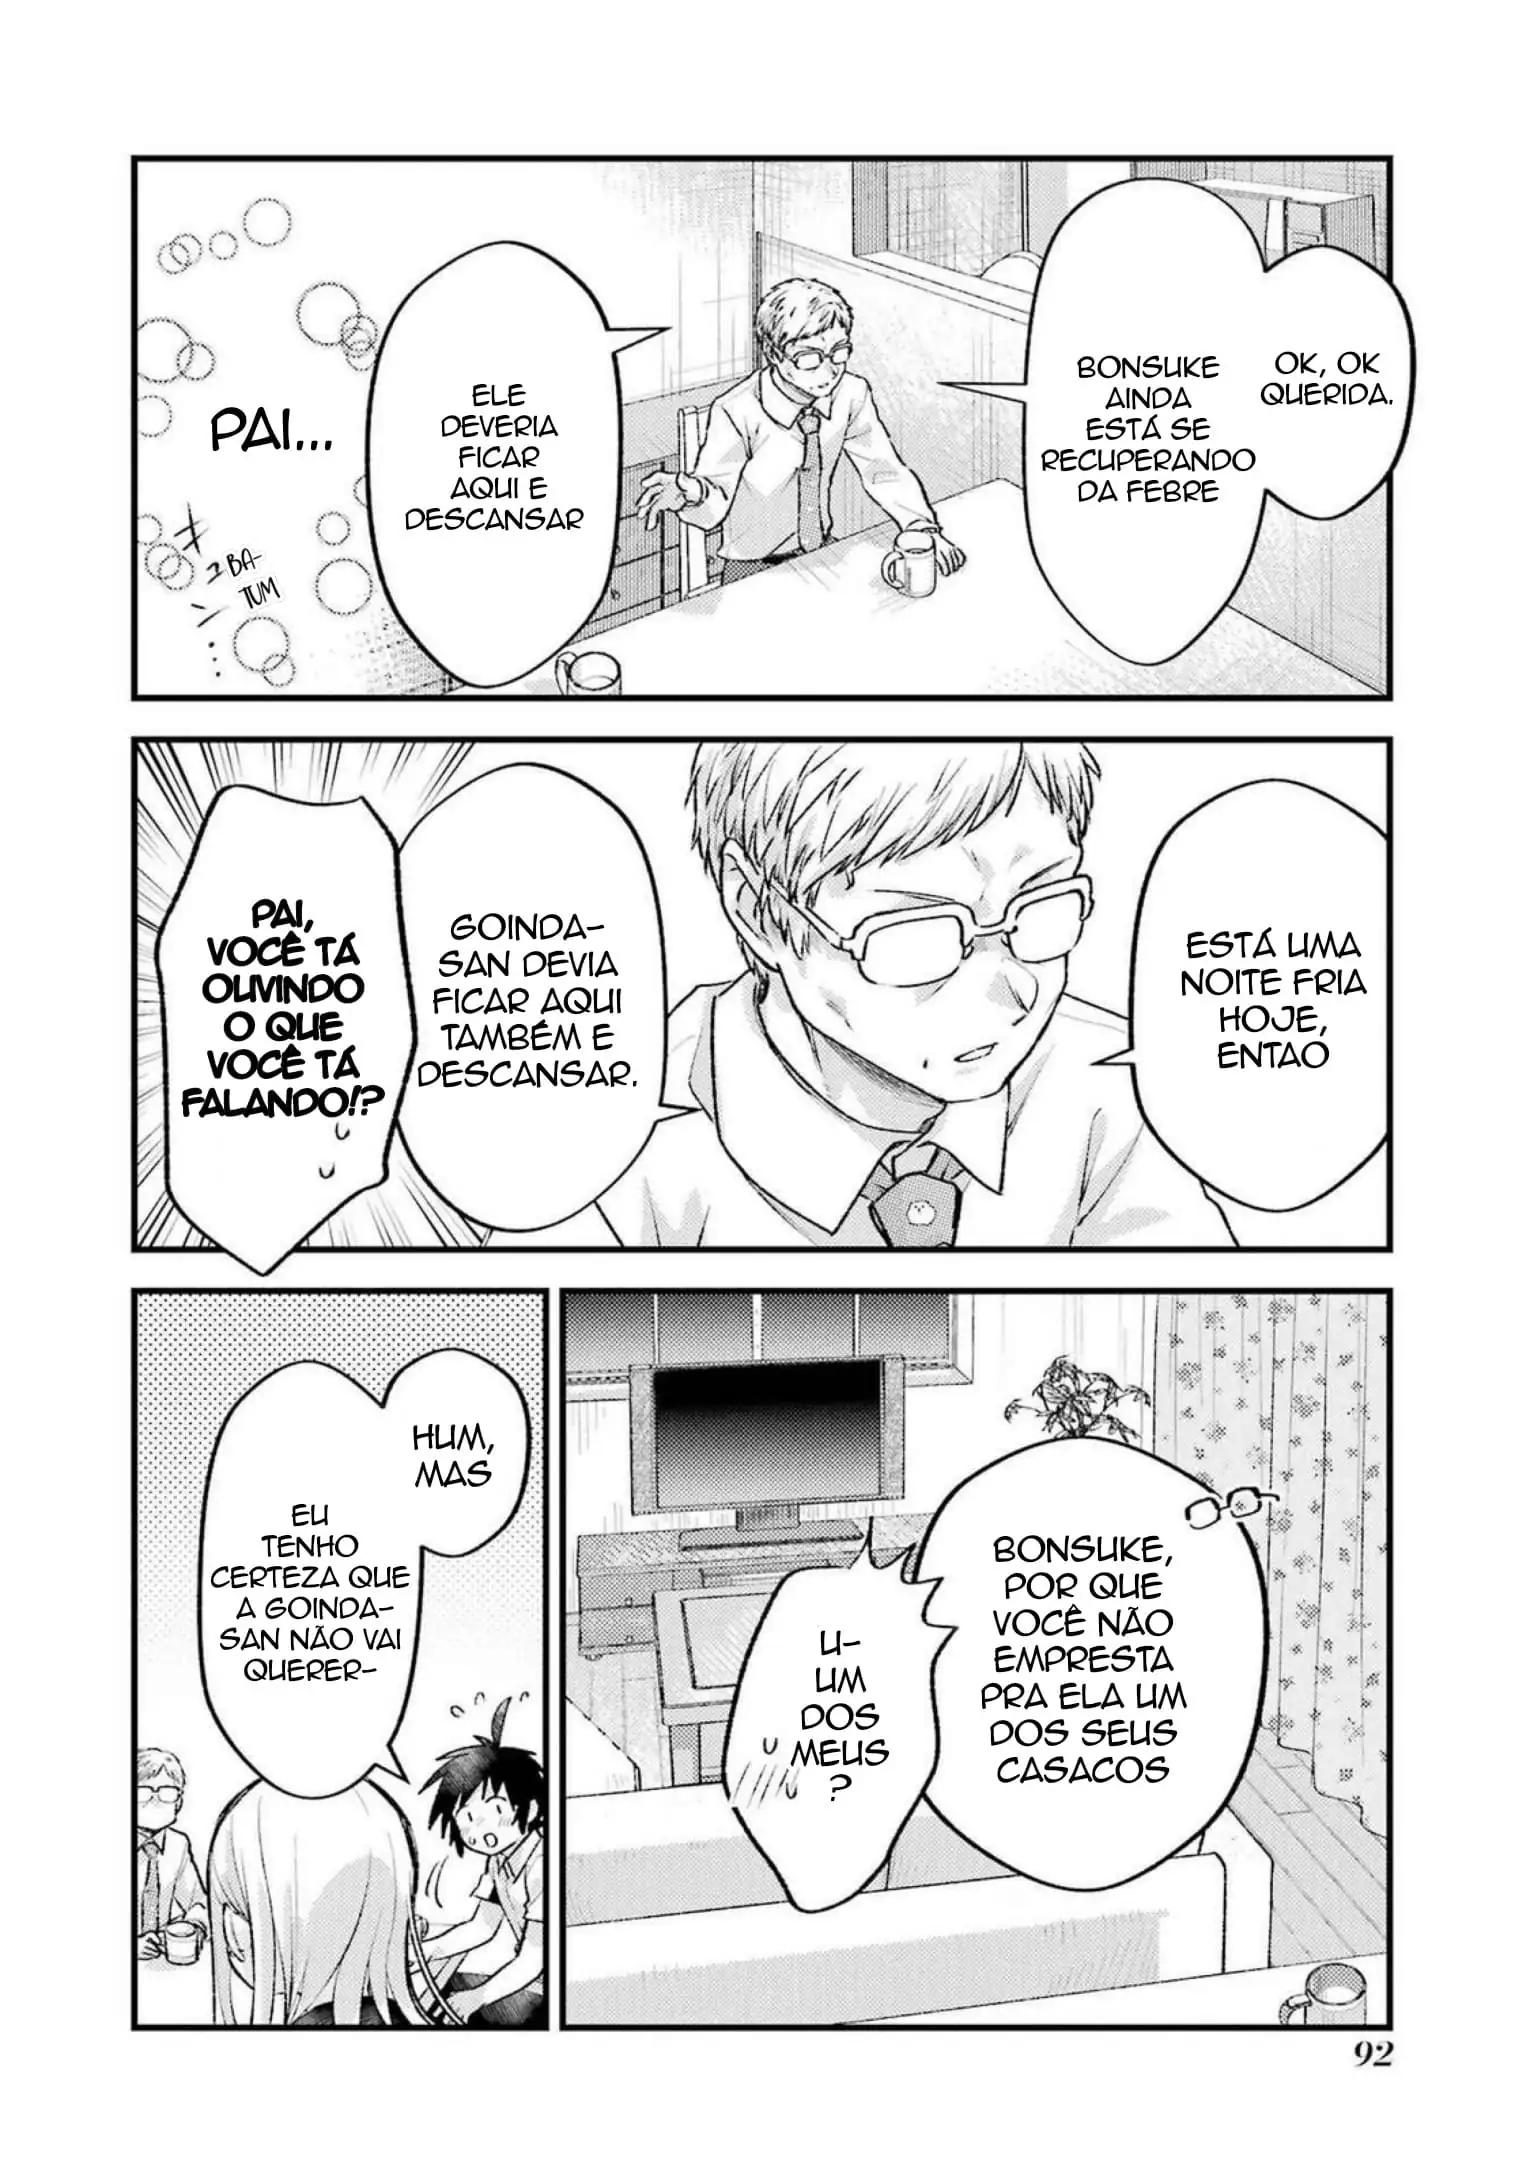 OK, OK
QUERIDA.
BONSUKE
AINDA
ESTÁ SE
RECUPERANDO
DA FEBRE
ELE
DEVERIA
FICAR
AQUI E
DESCANSAR
PAI...
BA-
TUM
ESTÁ UMA
NOITE FRIA
HOJE,
ENTAO
GOINDA-
SAN DEVIA
FICAR AQUI
TAMBÉM E
DESCANSAR.
PAI,
VOCÊ TÁ
OUVINDO
O QUE
VOCÊ TÁ
FALANDO!?
BONSUKE,
POR QUE
VOCÊ NÃO
EMPRESTA
PRA ELA UM
DOS SEUS
CASACOS
U-
UM
DOS
MEUS
?
HUM,
MAS
EU
TENHO
CERTEZA QUE
A GOINDA-
SAN NÃO VAI
QUERER-
92